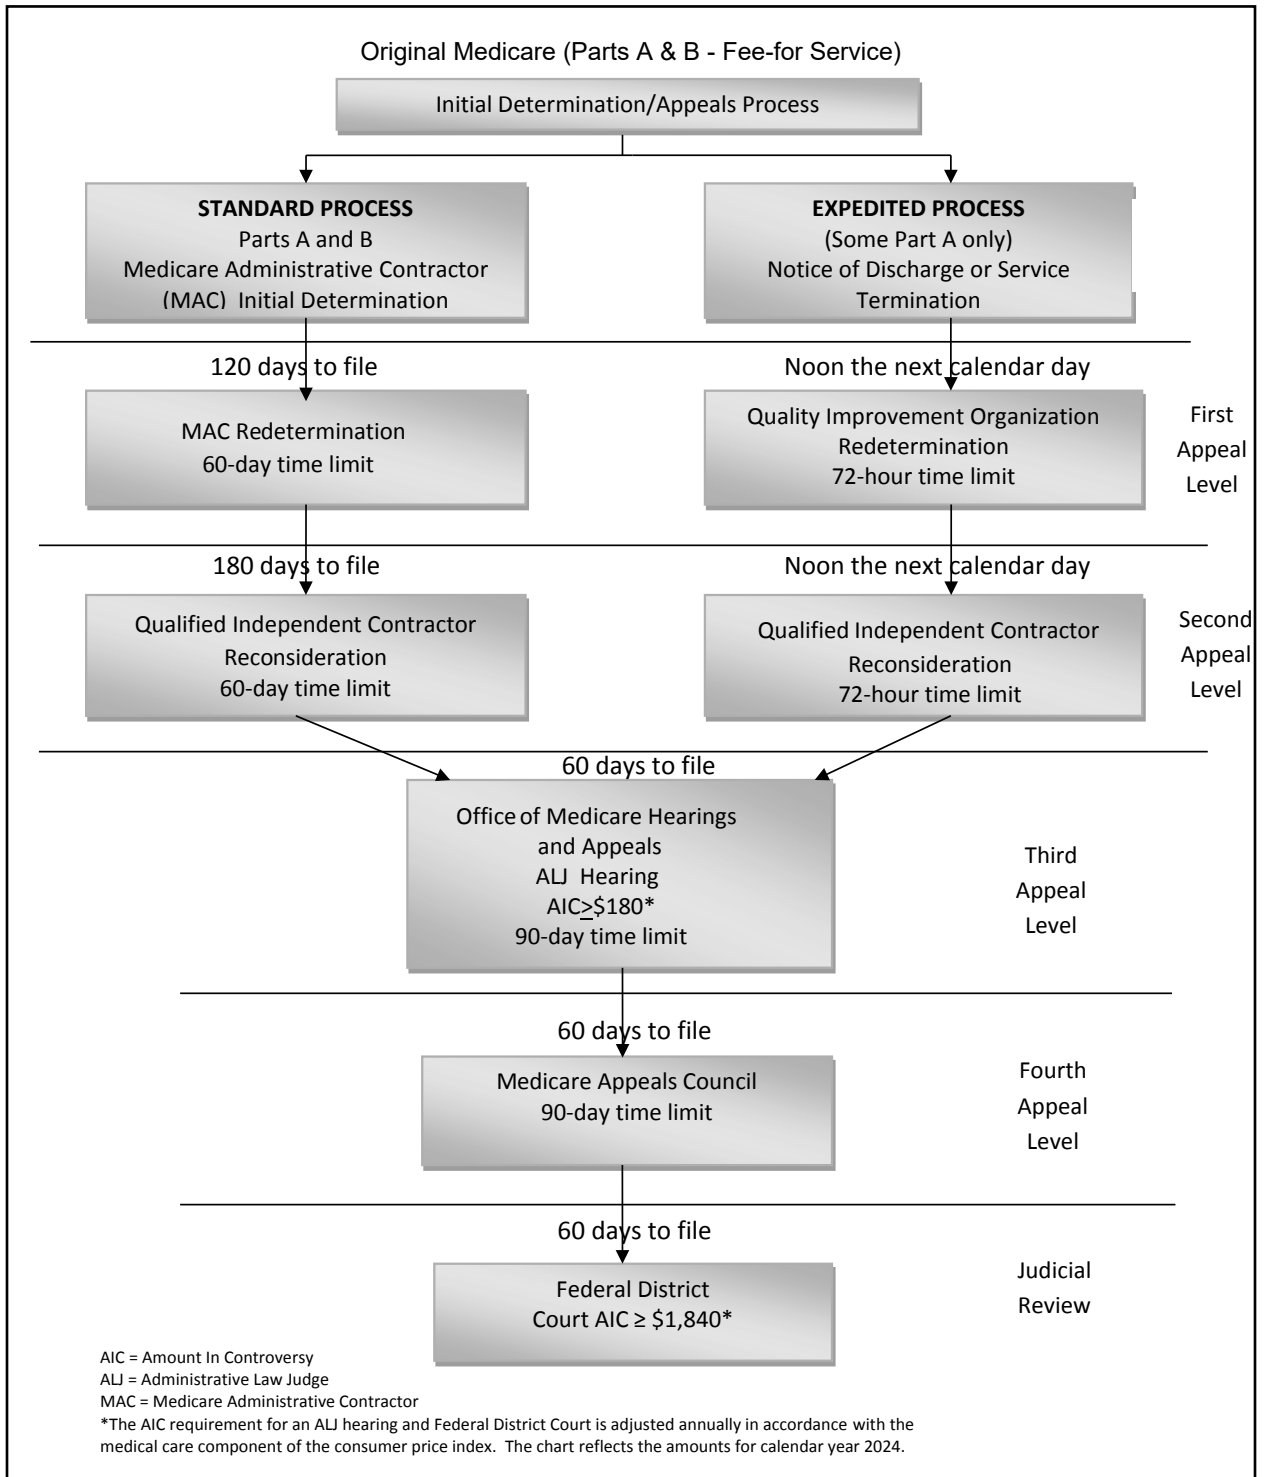 Original Medicare (Parts A & B - Fee-for Service)
Initial Determination/Appeals Process
STANDARD PROCESS
Parts A and B
Medicare Administrative Contractor
(MAC) Initial Determination
EXPEDITED PROCESS
(Some Part A only)
Notice of Discharge or Service
Termination
120 days to file
Noon the next calendar day
MAC Redetermination
60-day time limit
Quality Improvement Organization
Redetermination
72-hour time limit
First
Appeal
Level
180 days to file
Noon the next calendar day
Qualified Independent Contractor
Reconsideration
60-day time limit
Qualified Independent Contractor
Reconsideration
72-hour time limit
Second
Appeal
Level
60 days to file
Office of Medicare Hearings
and Appeals
ALJ Hearing
AIC≥$180*
90-day time limit
Third
Appeal
Level
60 days to file
Medicare Appeals Council
90-day time limit
Fourth
Appeal
Level
60 days to file
Federal District
Court AIC ≥ $1,840*
Judicial
Review
AIC = Amount In Controversy
ALJ = Administrative Law Judge
MAC = Medicare Administrative Contractor
*The AIC requirement for an ALJ hearing and Federal District Court is adjusted annually in accordance with the
medical care component of the consumer price index. The chart reflects the amounts for calendar year 2024.